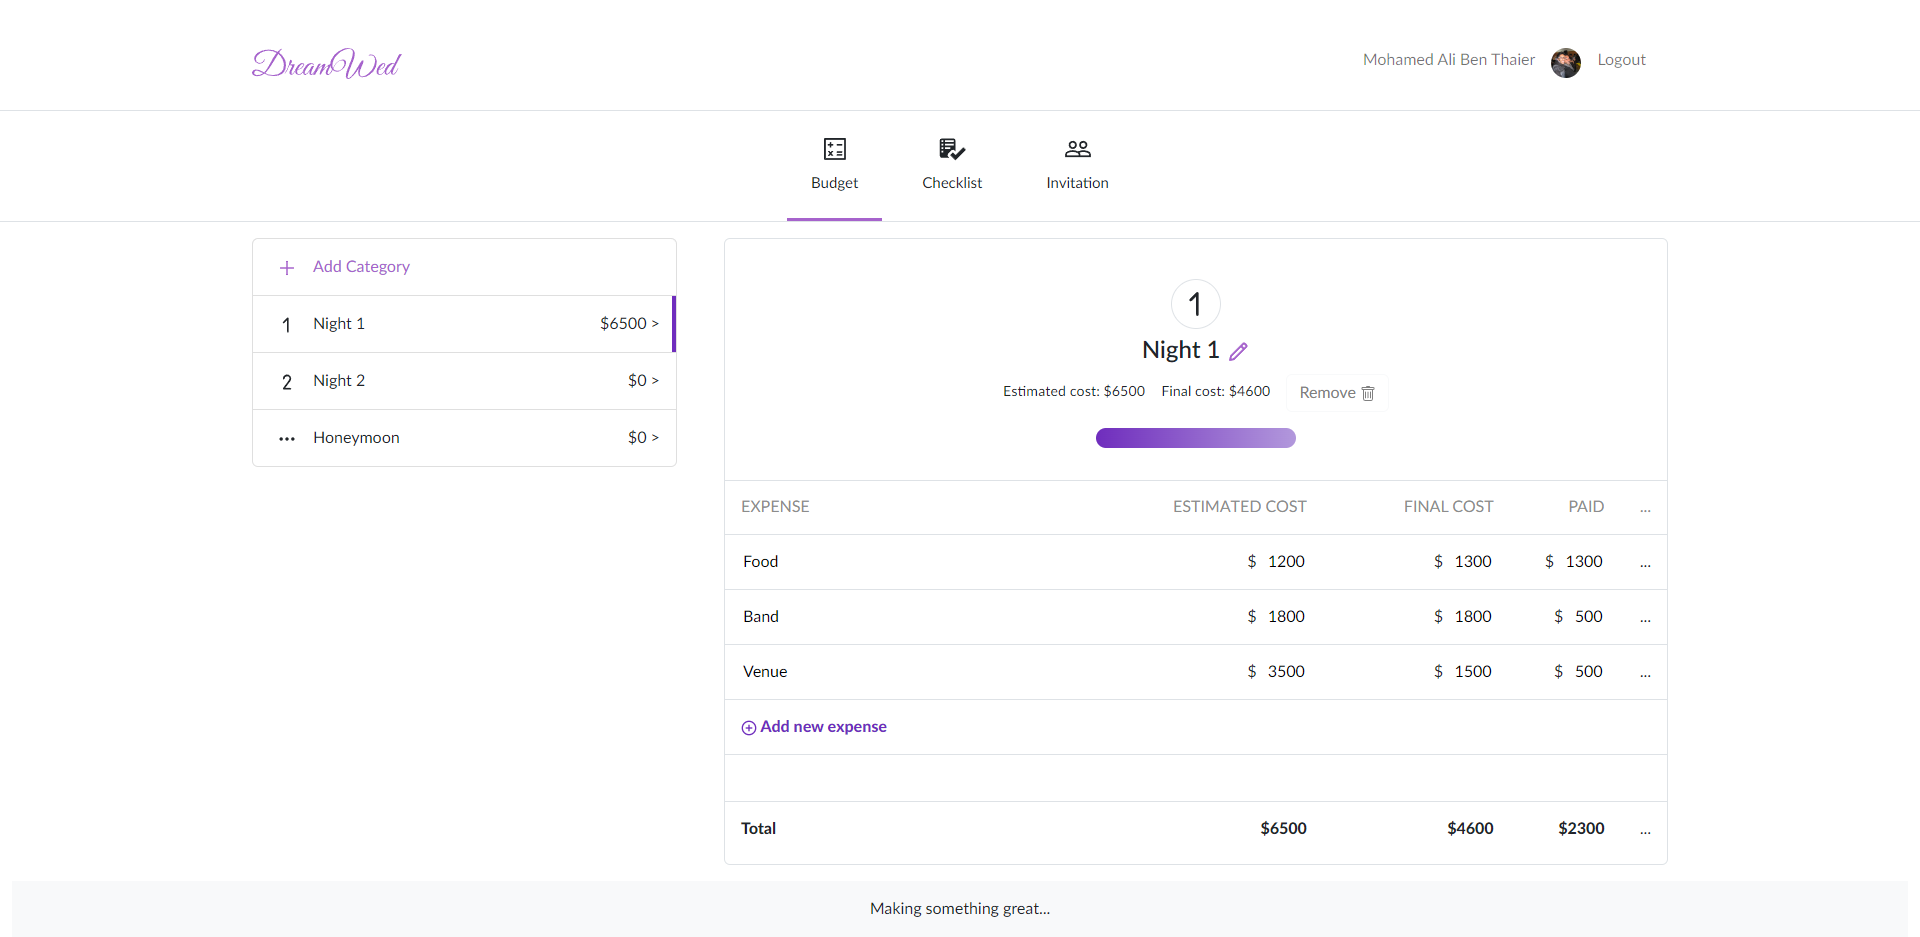 DreamWed
Mohamed Ali Ben Thaier Logout
Budget Checklist Invitation
Add Category
1 Night 1 $6500 >
2 Night 2 $0 >
... Honeymoon $0 >
1
Night 1
Estimated cost: $6500 Final cost: $4600 Remove
EXPENSE ESTIMATED COST FINAL COST PAID ...
Food $ 1200 $ 1300 $ 1300 ...
Band $ 1800 $ 1800 $ 500 ...
Venue $ 3500 $ 1500 $ 500 ...
Add new expense
Total $6500 $4600 $2300 ...
Making something great...